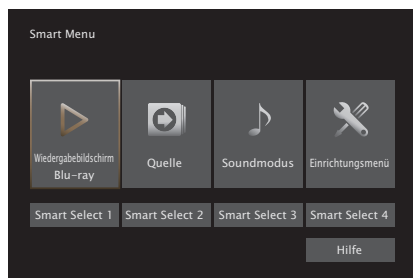 Smart Menu
Wiedergabebildschirm
Blu-ray
Quelle
Soundmodus
Einrichtungsmenü
Smart Select 1
Smart Select 2
Smart Select 3
Smart Select 4
Hilfe